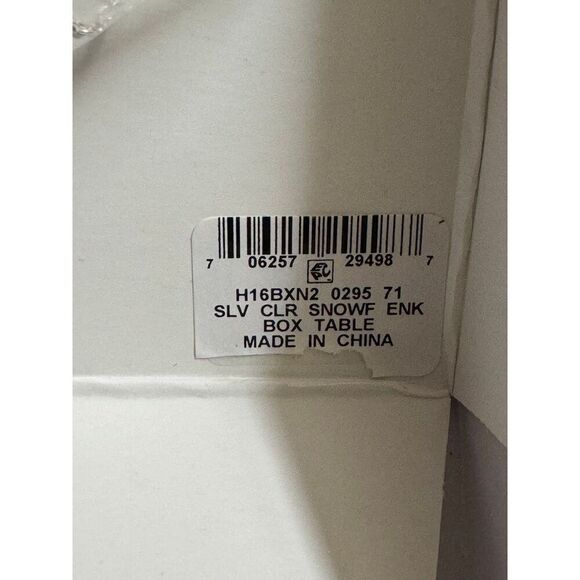 7 06257 29498 7
H16BXN2 0295 71
SLV CLR SNOWF ENK
BOX TABLE
MADE IN CHINA